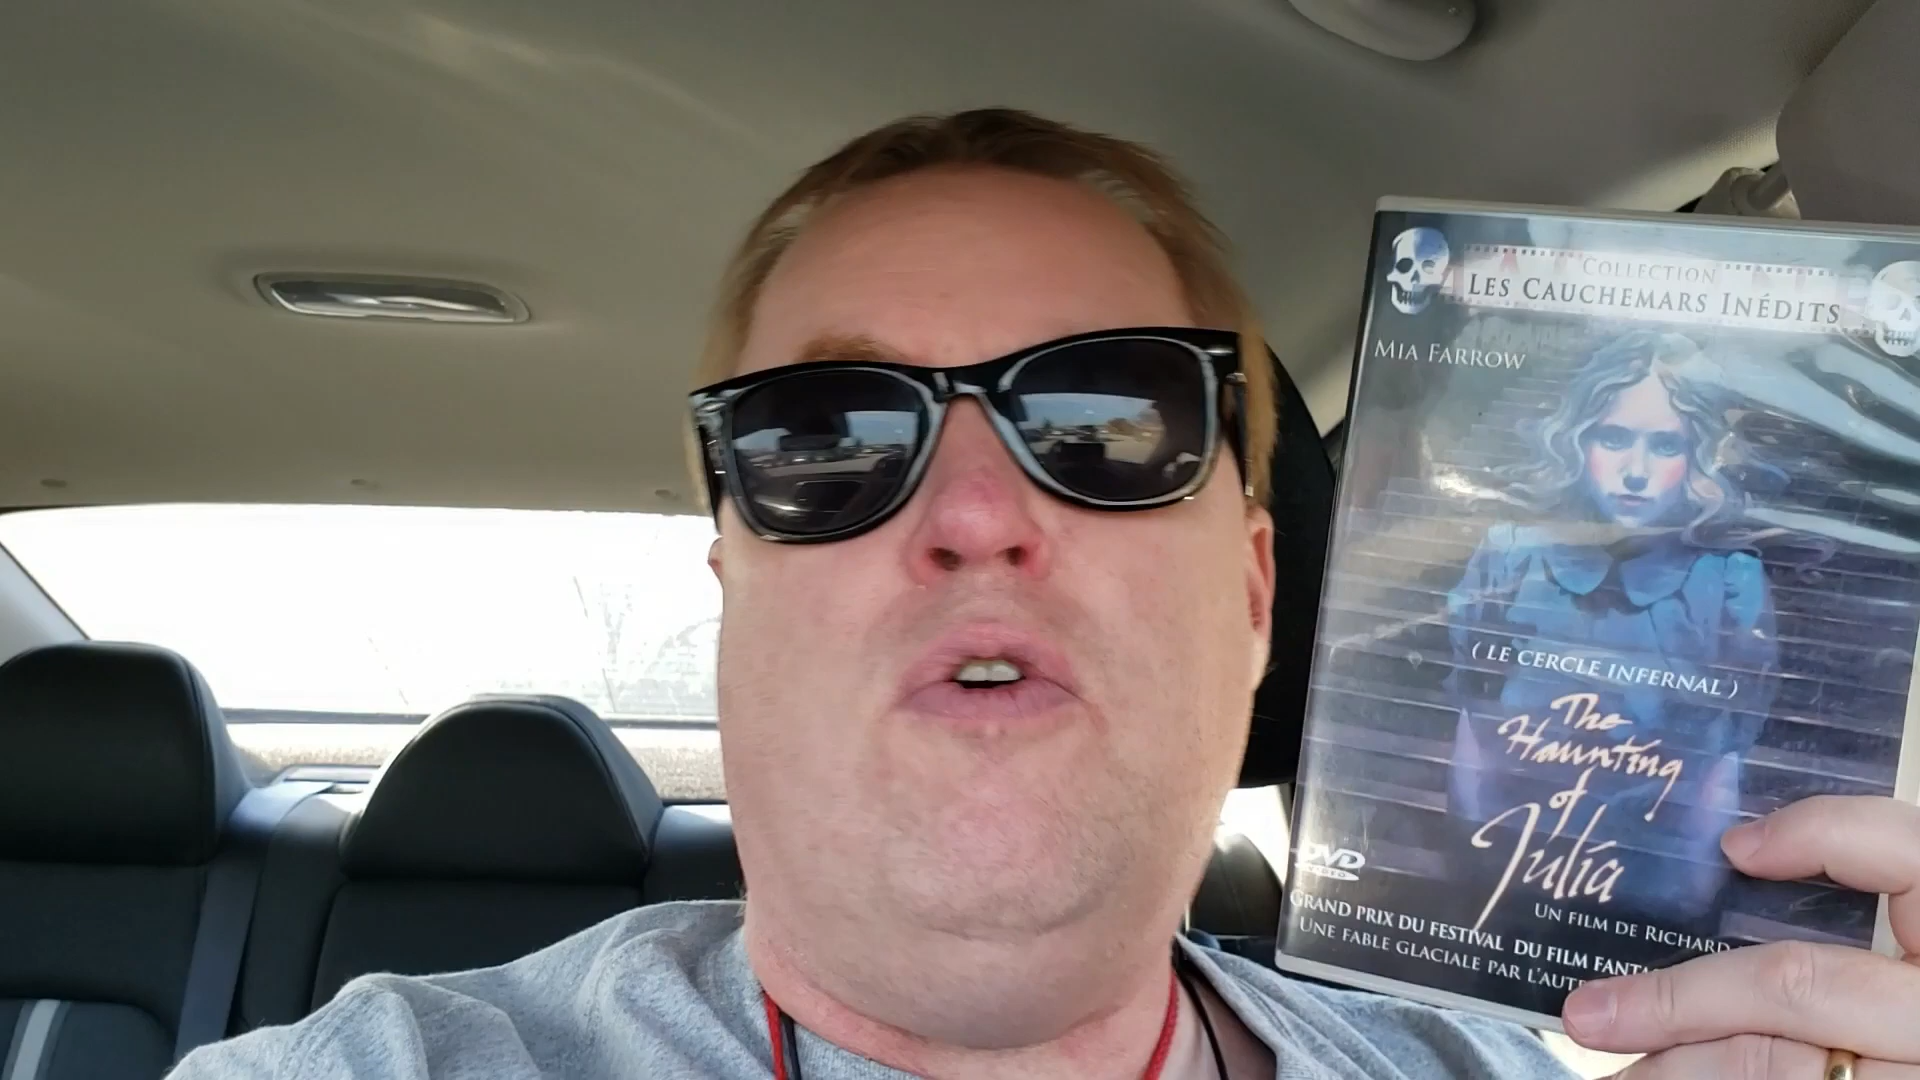 COLLECTION
LES CAUCHEMARS INÉDITS
MIA FARROW
( LE CERCLE INFERNAL )
The
Haunting
of
Julia
DVD
VIDEO
UN FILM DE RICHARD
GRAND PRIX DU FESTIVAL DU FILM
UNE FABLE GLACIALE PAR